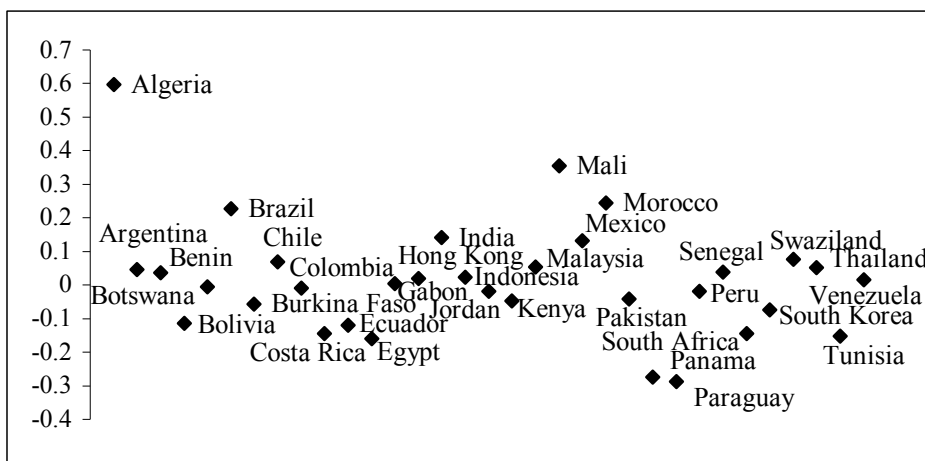 0.7
0.6
Algeria
0.5
0.4
Mali
0.3
Morocco
0.2
Brazil
Mexico
Argentina
Chile
India
0.1
Benin
Hong Kong
Senegal
Swaziland
Colombia
Malaysia
Thailand
0
Indonesia
Botswana
Burkina Faso
Gabon
Peru
Venezuela
Jordan
Kenya
-0.1
Bolivia
Ecuador
Pakistan
South Korea
Costa Rica
Egypt
South Africa
Tunisia
-0.2
Panama
-0.3
Paraguay
-0.4